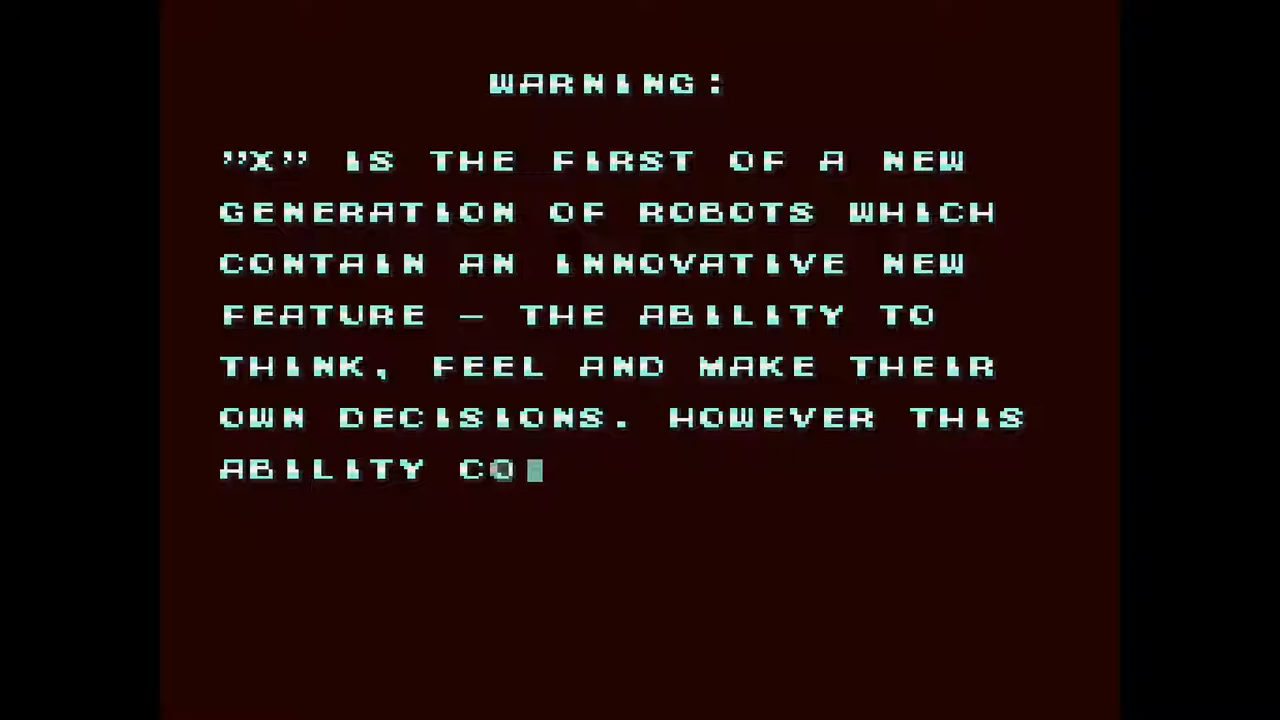 WARNING:
"X" IS THE FIRST OF A NEW
GENERATION OF ROBOTS WHICH
CONTAIN AN INNOVATIVE NEW
FEATURE – THE ABILITY TO
THINK, FEEL AND MAKE THEIR
OWN DECISIONS. HOWEVER THIS
ABILITY CO